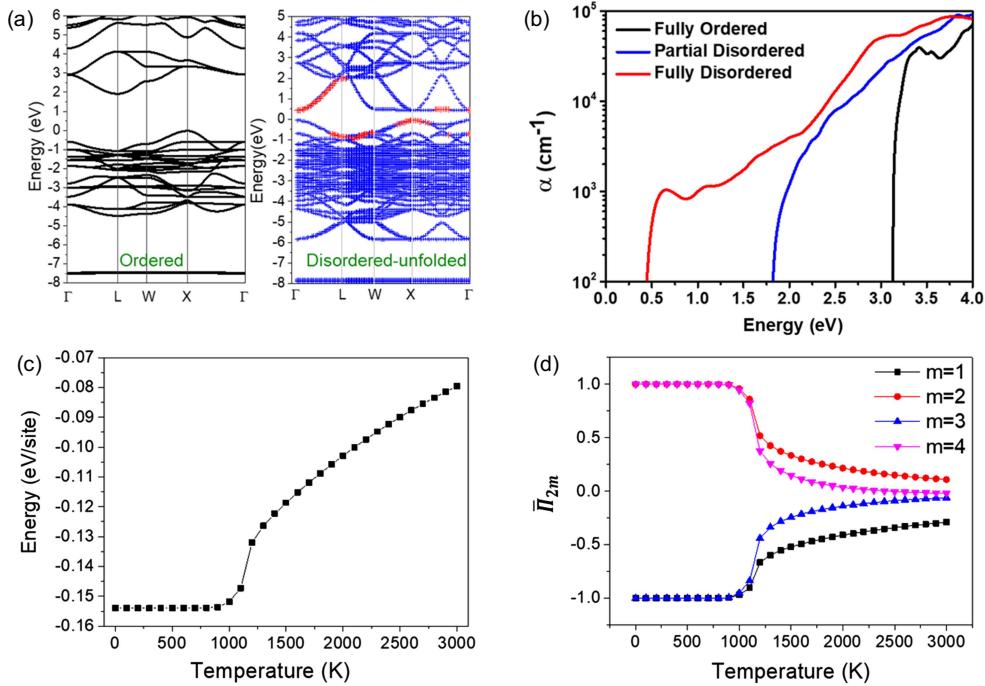 (a)
6
5
4
3
2
1
0
-1
-2
-3
-4
-5
-6
-7
-8
Energy (eV)
Ordered
Γ L W X Γ
5
4
3
2
1
0
-1
-2
-3
-4
-5
-6
-7
-8
Energy(eV)
Disordered-unfolded
Γ L W X Γ
(b)
Fully Ordered
Partial Disordered
Fully Disordered
10^5
10^4
10^3
10^2
α (cm^-1)
0.0 0.5 1.0 1.5 2.0 2.5 3.0 3.5 4.0
Energy (eV)
(c)
-0.07
-0.08
-0.09
-0.10
-0.11
-0.12
-0.13
-0.14
-0.15
-0.16
Energy (eV/site)
0 500 1000 1500 2000 2500 3000
Temperature (K)
(d)
m=1
m=2
m=3
m=4
1.0
0.5
0.0
-0.5
-1.0
Π̅2m
0 500 1000 1500 2000 2500 3000
Temperature (K)